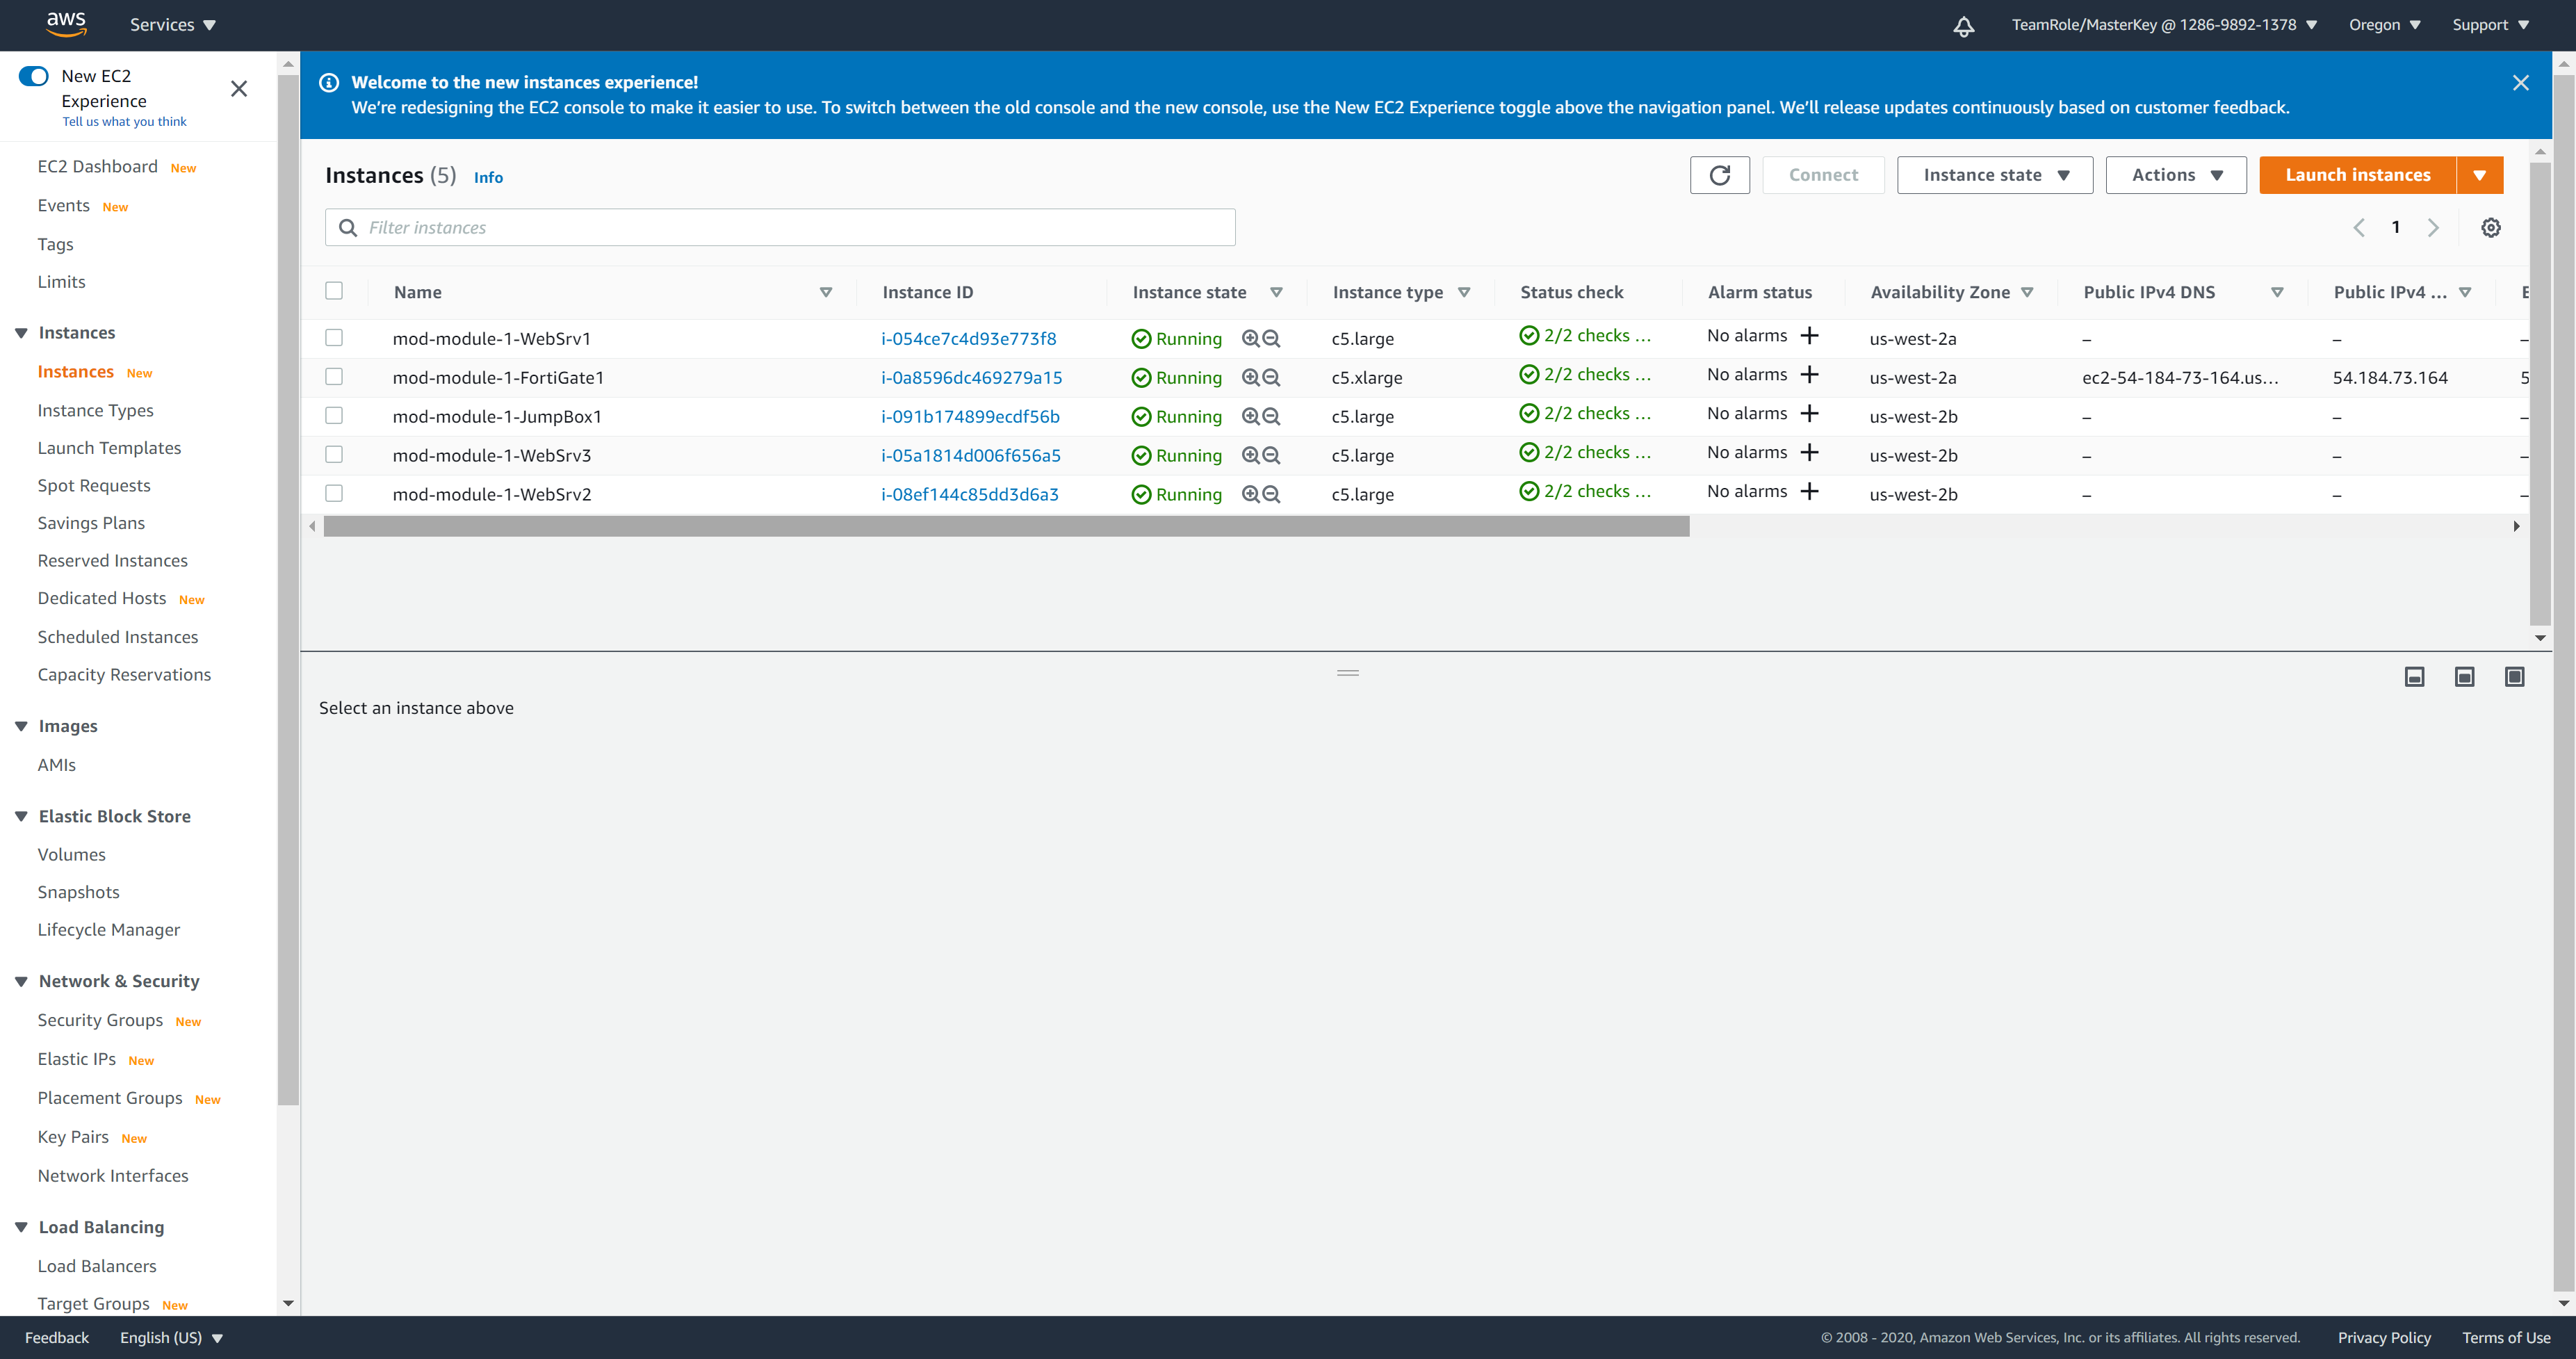 aws
Services
TeamRole/MasterKey @ 1286-9892-1378
Oregon
Support
New EC2
Experience
Tell us what you think
EC2 Dashboard New
Events New
Tags
Limits
Instances
Instances New
Instance Types
Launch Templates
Spot Requests
Savings Plans
Reserved Instances
Dedicated Hosts New
Scheduled Instances
Capacity Reservations
Images
AMIs
Elastic Block Store
Volumes
Snapshots
Lifecycle Manager
Network & Security
Security Groups New
Elastic IPs New
Placement Groups New
Key Pairs New
Network Interfaces
Load Balancing
Load Balancers
Target Groups New
Welcome to the new instances experience!
We're redesigning the EC2 console to make it easier to use. To switch between the old console and the new console, use the New EC2 Experience toggle above the navigation panel. We'll release updates continuously based on customer feedback.
Instances (5) Info
Connect
Instance state
Actions
Launch instances
Filter instances
1
Name Instance ID Instance state Instance type Status check Alarm status Availability Zone Public IPv4 DNS Public IPv4 ...
mod-module-1-WebSrv1 i-054ce7c4d93e773f8 Running c5.large 2/2 checks ... No alarms + us-west-2a – – –
mod-module-1-FortiGate1 i-0a8596dc469279a15 Running c5.xlarge 2/2 checks ... No alarms + us-west-2a ec2-54-184-73-164.us... 54.184.73.164 5
mod-module-1-JumpBox1 i-091b174899ecdf56b Running c5.large 2/2 checks ... No alarms + us-west-2b – – –
mod-module-1-WebSrv3 i-05a1814d006f656a5 Running c5.large 2/2 checks ... No alarms + us-west-2b – – –
mod-module-1-WebSrv2 i-08ef144c85dd3d6a3 Running c5.large 2/2 checks ... No alarms + us-west-2b – – –
Select an instance above
Feedback
English (US)
© 2008 - 2020, Amazon Web Services, Inc. or its affiliates. All rights reserved.
Privacy Policy
Terms of Use